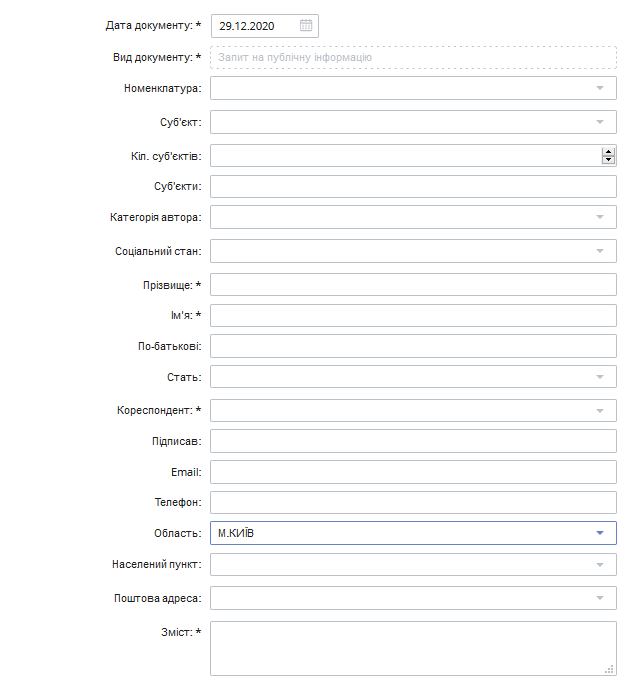 Дата документу: * 29.12.2020
Вид документу: * Запит на публічну інформацію
Номенклатура:
Суб'єкт:
Кіл. суб'єктів:
Суб'єкти:
Категорія автора:
Соціальний стан:
Прізвище: *
Ім'я: *
По-батькові:
Стать:
Кореспондент: *
Підписав:
Email:
Телефон:
Область: М.КИЇВ
Населений пункт:
Поштова адреса:
Зміст: *